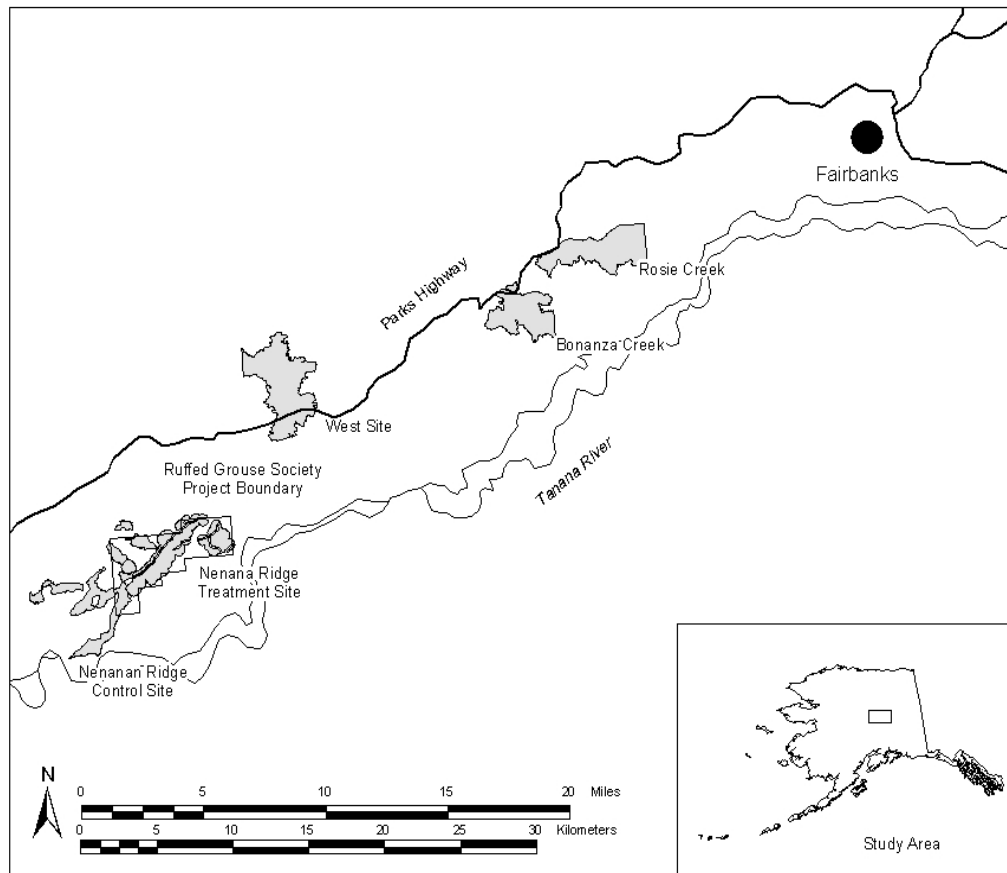 Fairbanks
Rosie Creek
Parks Highway
Bonanza Creek
West Site
Tanana River
Ruffed Grouse Society
Project Boundary
Nenana Ridge
Treatment Site
Nenanan Ridge
Control Site
N
0 5 10 15 20 Miles
0 5 10 15 20 25 30 Kilometers
Study Area